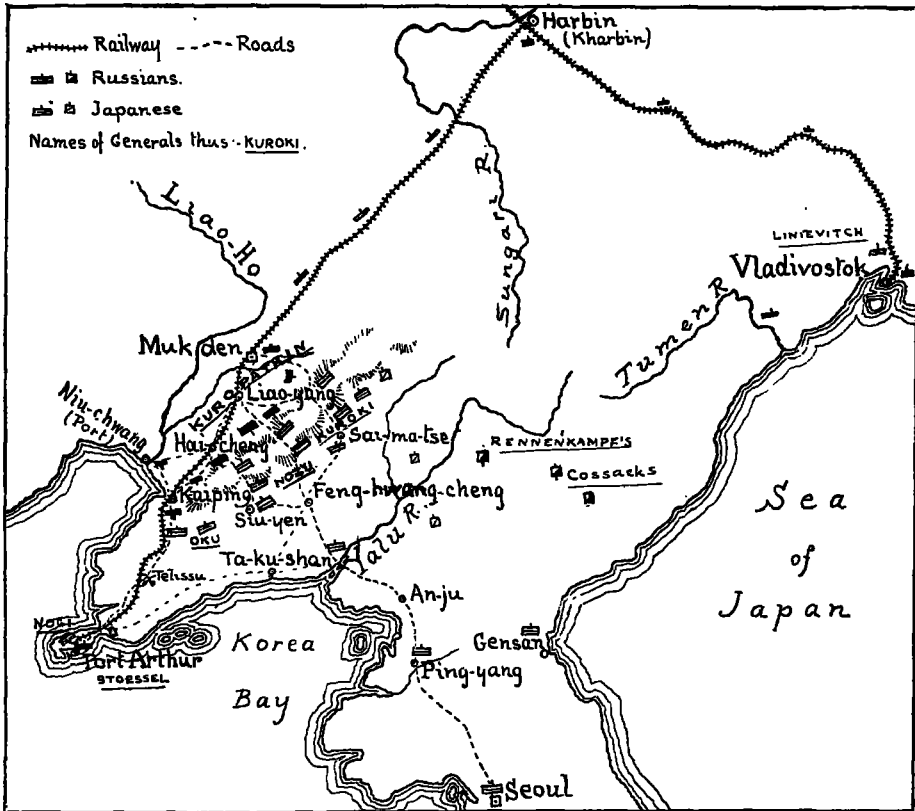 Harbin
(Kharbin)
Railway ---- Roads
Russians.
Japanese
Names of Generals thus:- KUROKI.
Liao-Ho
Sungari R.
LINIEVITCH
Vladivostok
Tumen R.
Mukden
KUROPATKIN
Liao-yang
Niu-chwang
(Port)
KUROKI
Hai-cheng
Sai-ma-tse
RENNENKAMPF'S
NODZU
Cossacks
Kaiping
Feng-hwang-cheng
Siu-yen
OKU
Yalu R.
Ta-ku-shan
Telissu
An-ju
NOGI
Port Arthur
STOESSEL
Korea
Bay
Gensan
Ping-yang
Seoul
Sea
of
Japan